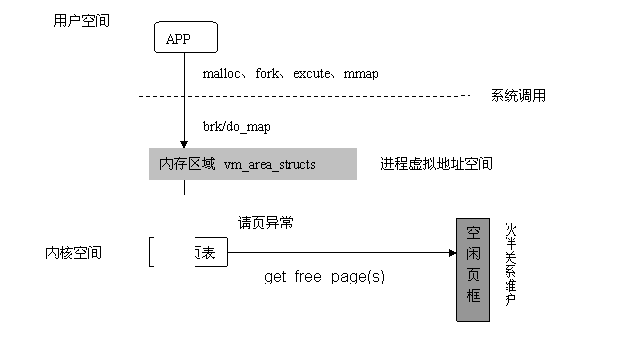 用户空间
APP
malloc、fork、excute、mmap
系统调用
brk/do_map
内存区域 vm_area_structs
进程虚拟地址空间
请页异常
内核空间
页表
get free page(s)
空闲页框
伙伴关系维护